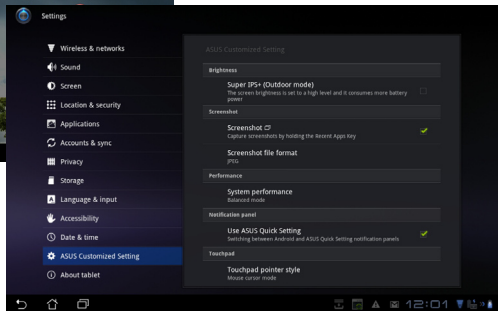 Settings
Wireless & networks
Sound
Screen
Location & security
Applications
Accounts & sync
Privacy
Storage
Language & input
Accessibility
Date & time
ASUS Customized Setting
About tablet
ASUS Customized Setting
Brightness
Super IPS+ (Outdoor mode)
The screen brightness is set to a high level and it consumes more battery
power
Screenshot
Screenshot
Capture screenshots by holding the Recent Apps Key
Screenshot file format
JPEG
Performance
System performance
Balanced mode
Notification panel
Use ASUS Quick Setting
Switching between Android and ASUS Quick Setting notification panels
Touchpad
Touchpad pointer style
Mouse cursor mode
12:01